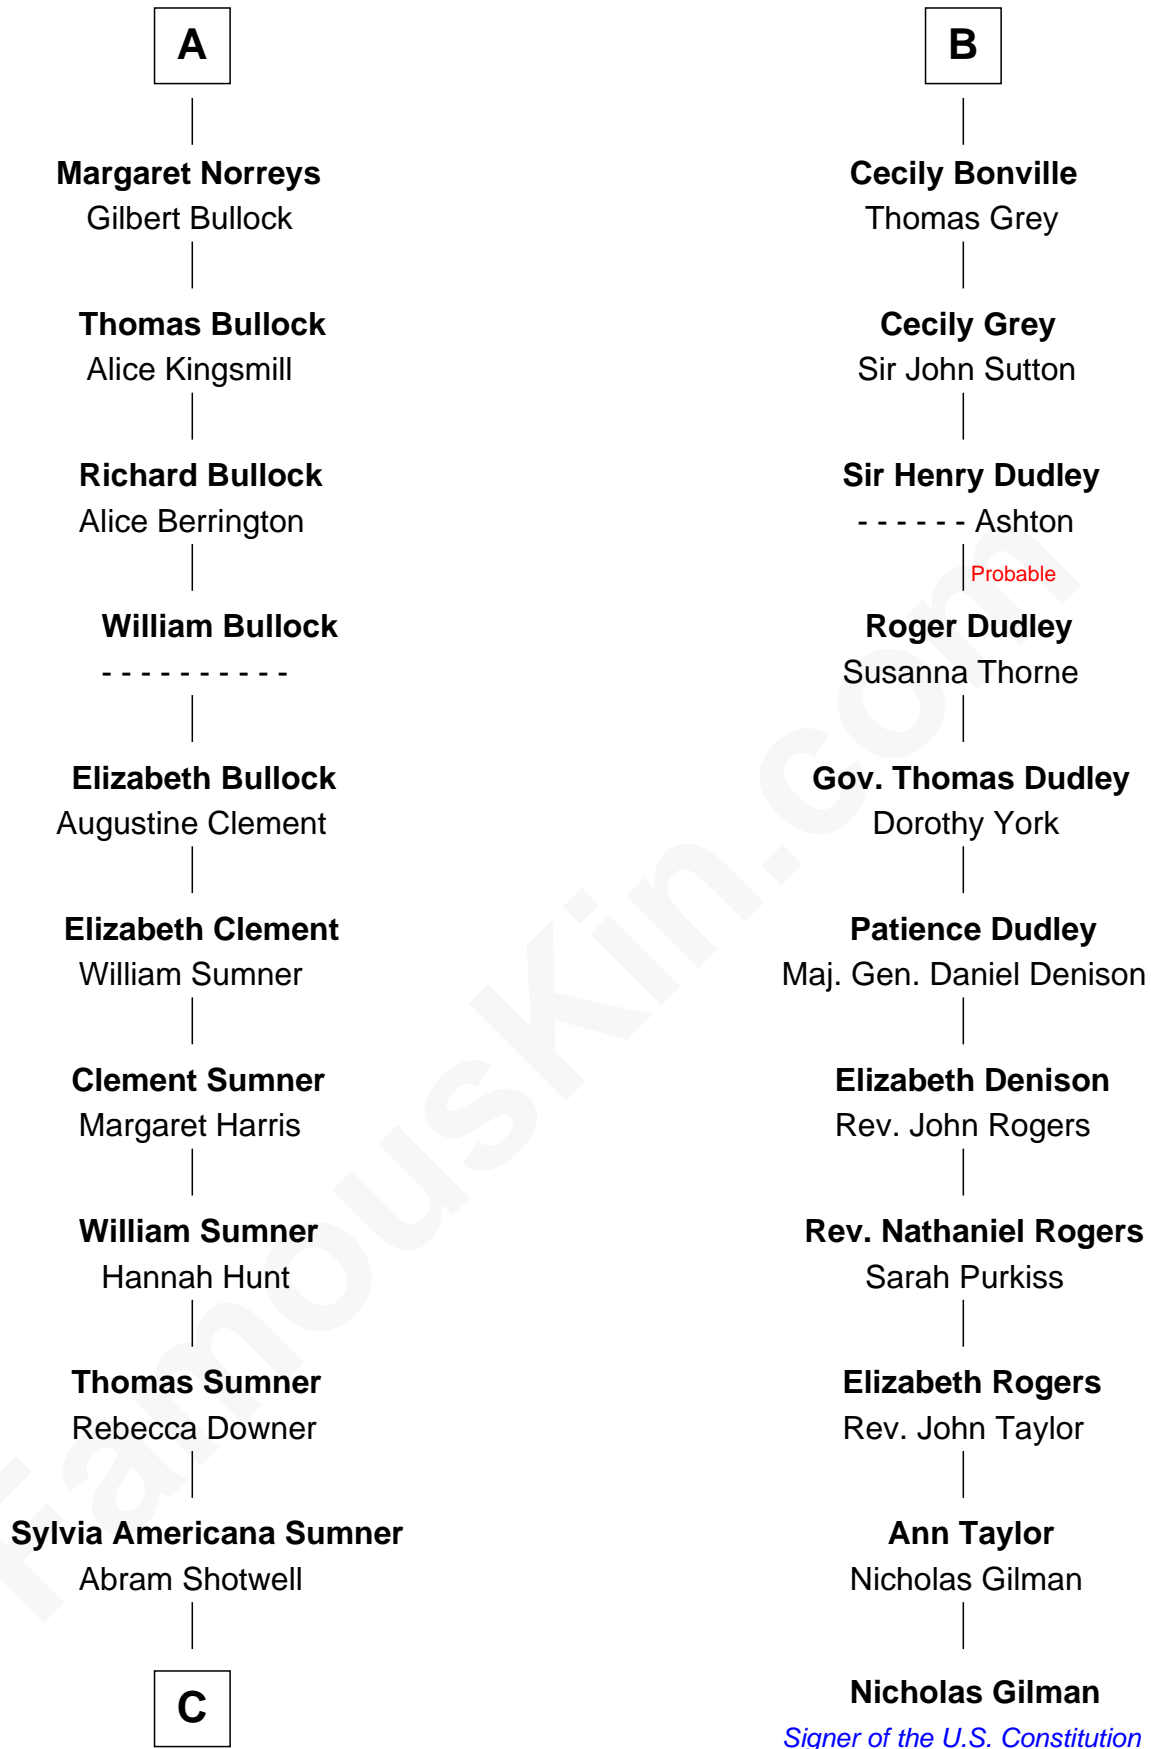 A
Margaret Norreys
Gilbert Bullock
Thomas Bullock
Alice Kingsmill
Richard Bullock
Alice Berrington
William Bullock
- - - - - - - - - -
Elizabeth Bullock
Augustine Clement
Elizabeth Clement
William Sumner
Clement Sumner
Margaret Harris
William Sumner
Hannah Hunt
Thomas Sumner
Rebecca Downer
Sylvia Americana Sumner
Abram Shotwell
C
B
Cecily Bonville
Thomas Grey
Cecily Grey
Sir John Sutton
Sir Henry Dudley
- - - - - - Ashton
Probable
Roger Dudley
Susanna Thorne
Gov. Thomas Dudley
Dorothy York
Patience Dudley
Maj. Gen. Daniel Denison
Elizabeth Denison
Rev. John Rogers
Rev. Nathaniel Rogers
Sarah Purkiss
Elizabeth Rogers
Rev. John Taylor
Ann Taylor
Nicholas Gilman
Nicholas Gilman
Signer of the U.S. Constitution
FamousKin.com